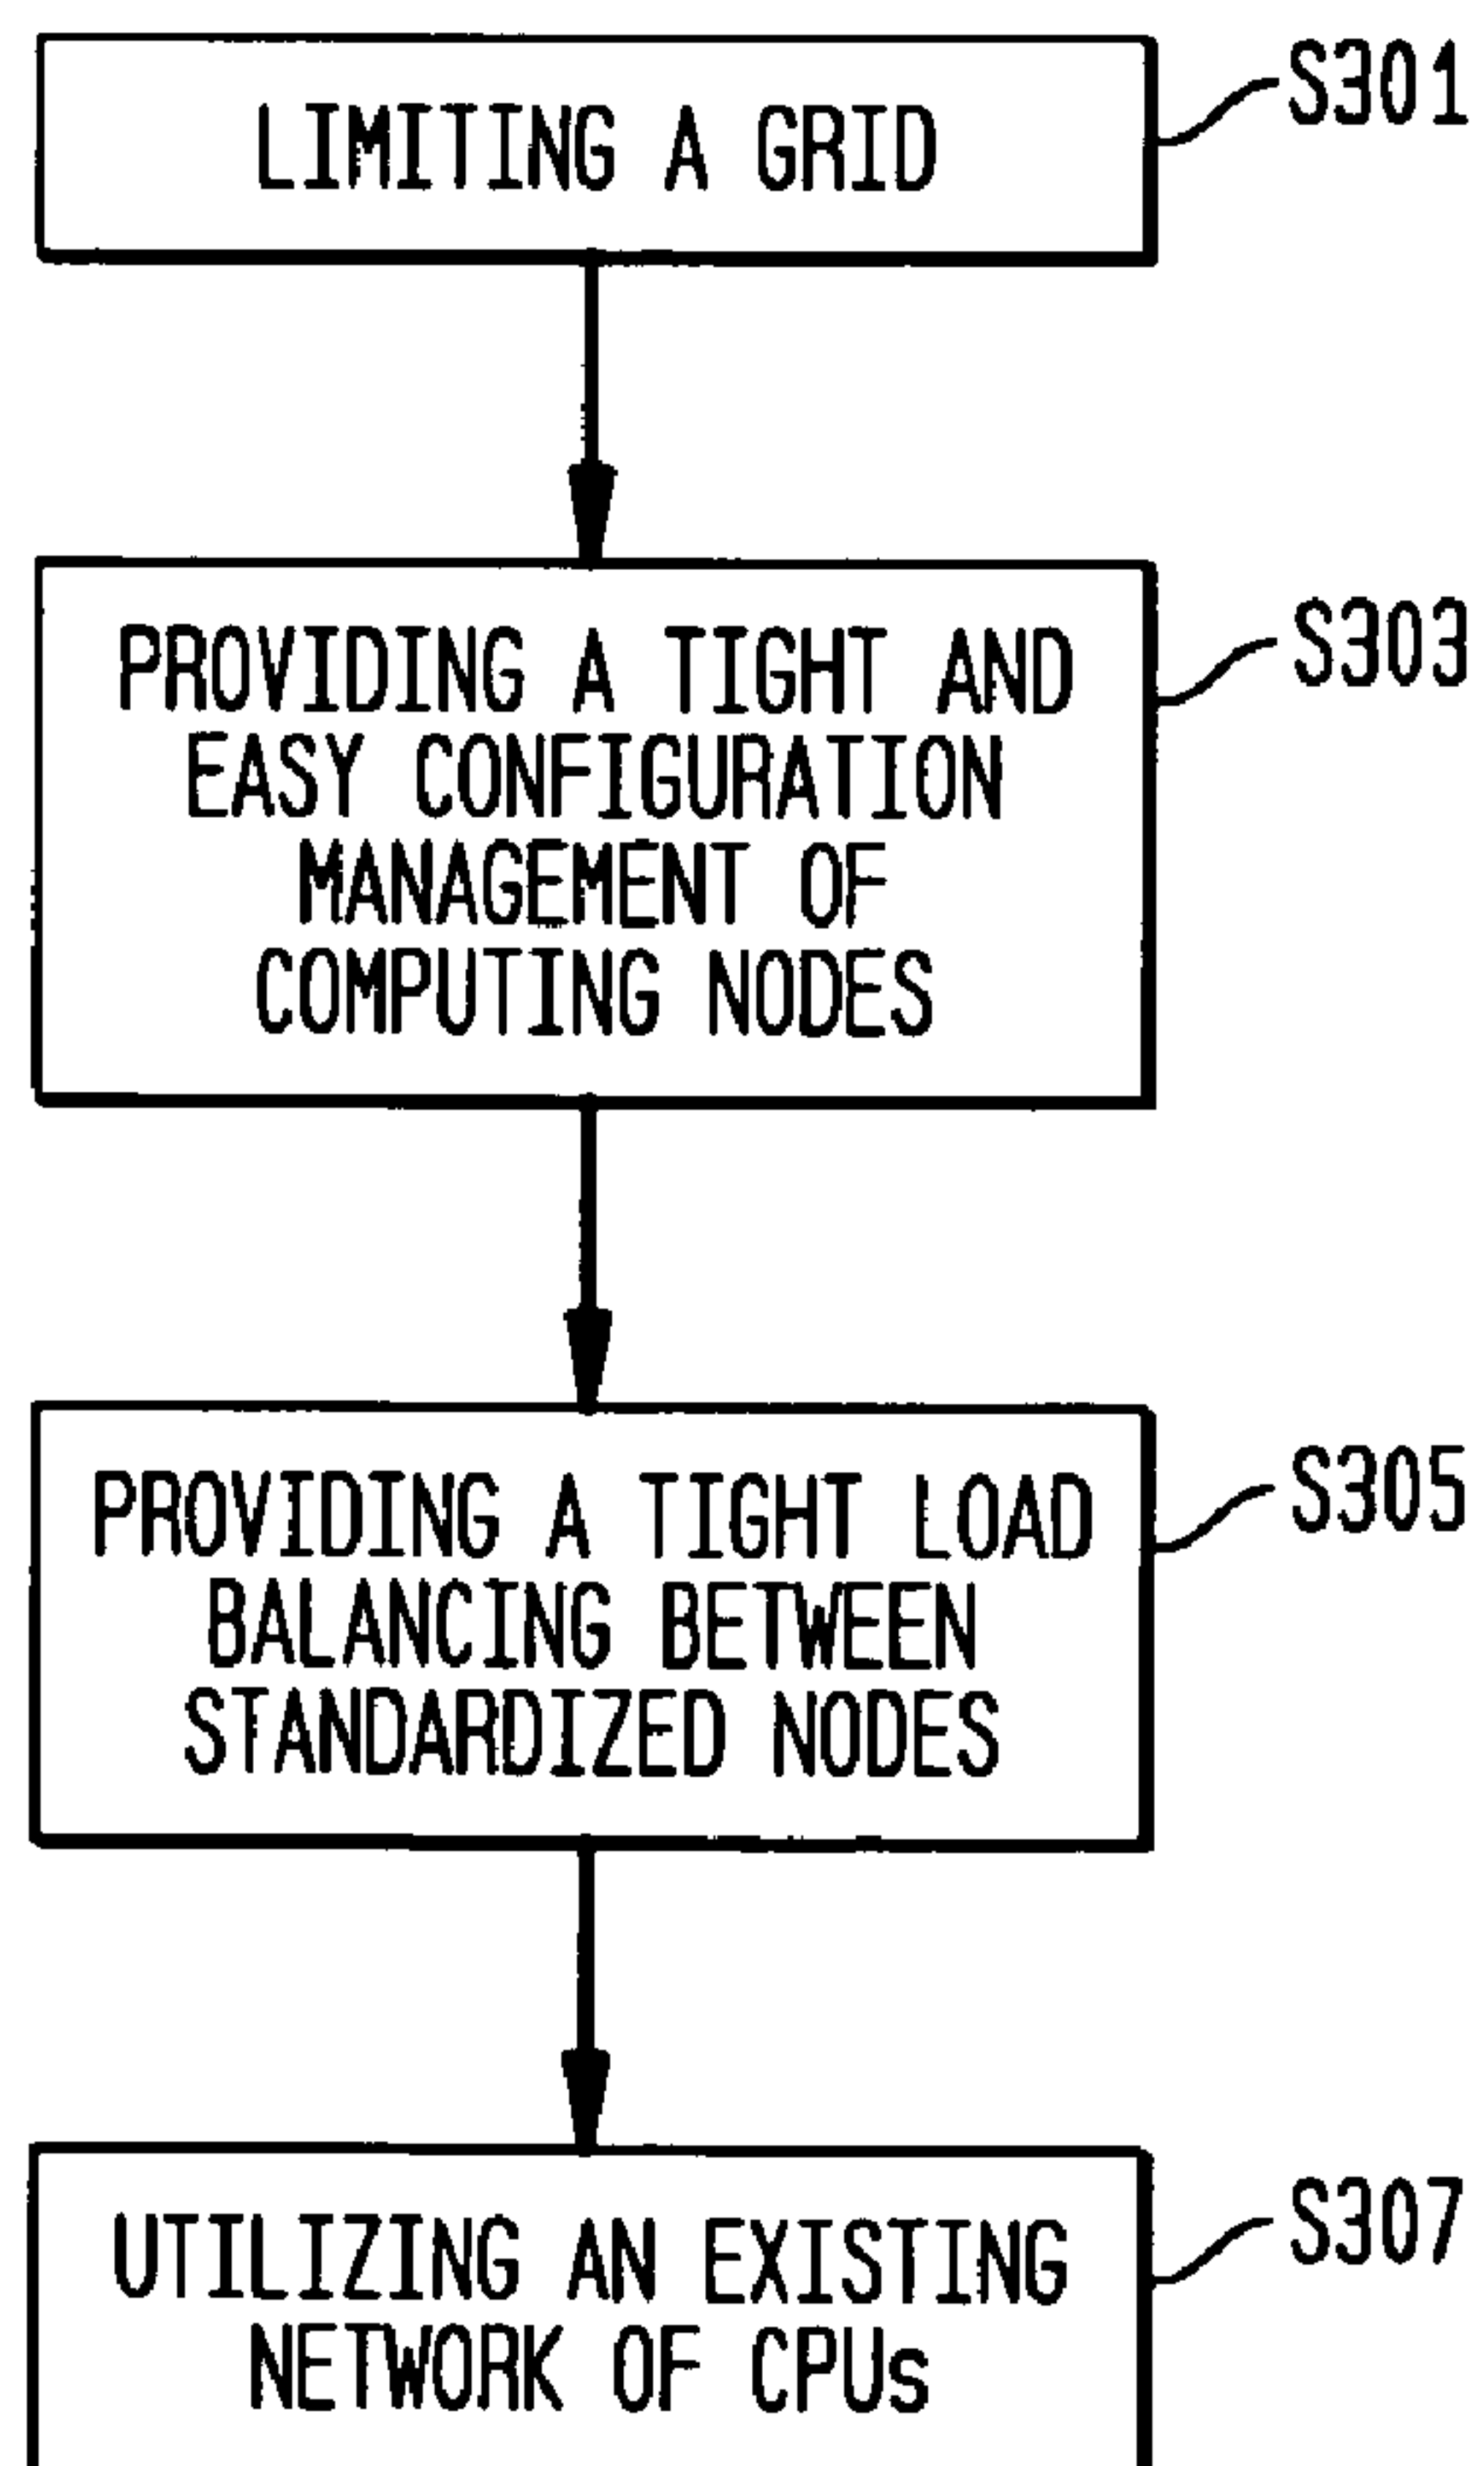 LIMITING A GRID
S301
PROVIDING A TIGHT AND
EASY CONFIGURATION
MANAGEMENT OF
COMPUTING NODES
S303
PROVIDING A TIGHT LOAD
BALANCING BETWEEN
STANDARDIZED NODES
S305
UTILIZING AN EXISTING
NETWORK OF CPUs
S307